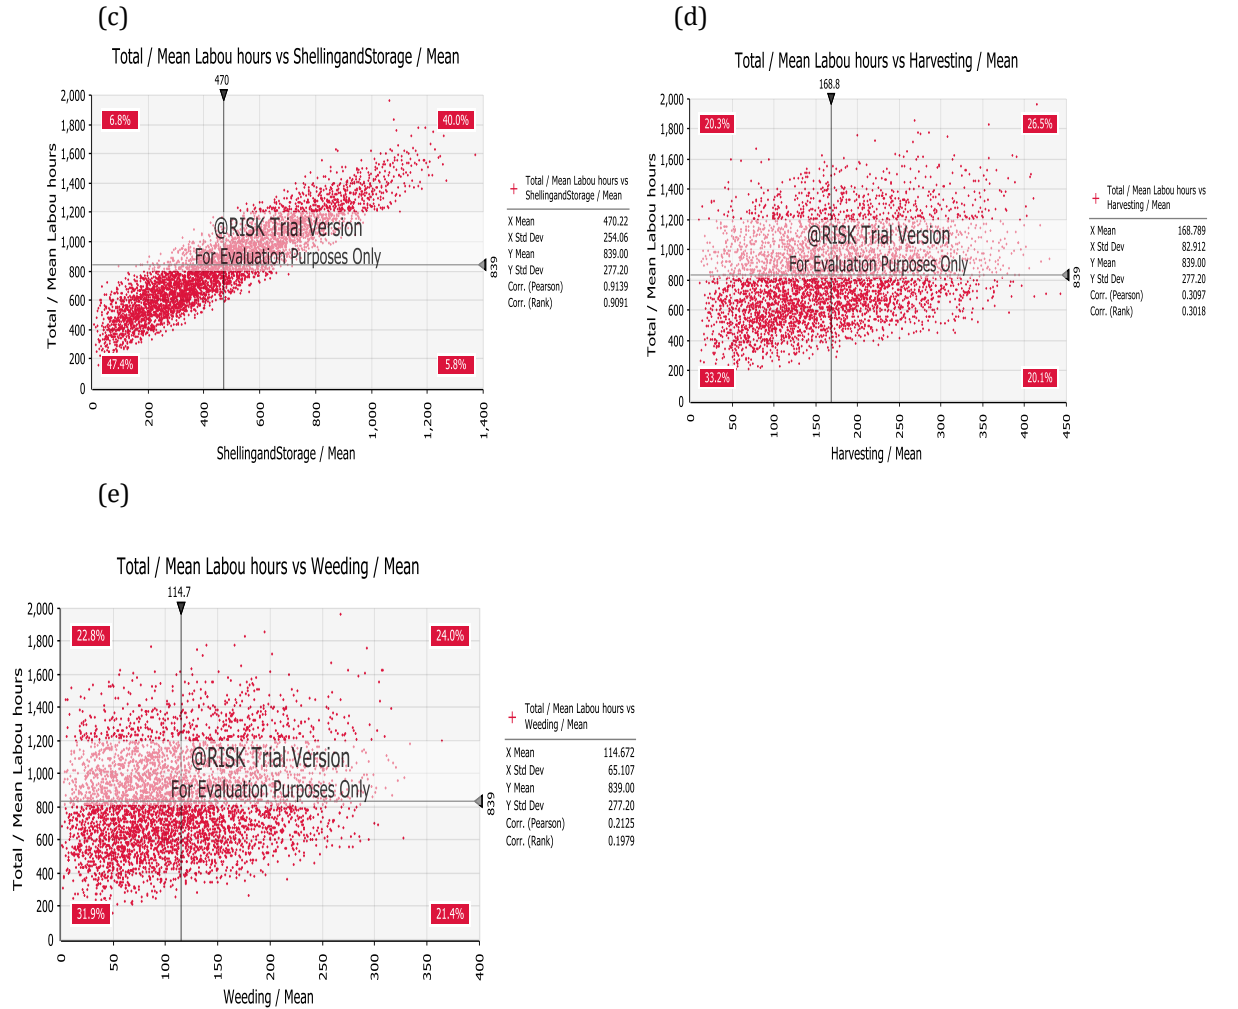 (c)
Total / Mean Labou hours vs ShellingandStorage / Mean
470
2,000
1,800
1,600
1,400
1,200
1,000
800
600
400
200
0
Total / Mean Labou hours
6.8%
40.0%
47.4%
5.8%
@RISK Trial Version
For Evaluation Purposes Only
839
0
200
400
600
800
1,000
1,200
1,400
ShellingandStorage / Mean
Total / Mean Labou hours vs
ShellingandStorage / Mean
X Mean 470.22
X Std Dev 254.06
Y Mean 839.00
Y Std Dev 277.20
Corr. (Pearson) 0.9139
Corr. (Rank) 0.9091
(d)
Total / Mean Labou hours vs Harvesting / Mean
168.8
2,000
1,800
1,600
1,400
1,200
1,000
800
600
400
200
0
Total / Mean Labou hours
20.3%
26.5%
33.2%
20.1%
@RISK Trial Version
For Evaluation Purposes Only
839
0
50
100
150
200
250
300
350
400
450
Harvesting / Mean
Total / Mean Labou hours vs
Harvesting / Mean
X Mean 168.789
X Std Dev 82.912
Y Mean 839.00
Y Std Dev 277.20
Corr. (Pearson) 0.3097
Corr. (Rank) 0.3018
(e)
Total / Mean Labou hours vs Weeding / Mean
114.7
2,000
1,800
1,600
1,400
1,200
1,000
800
600
400
200
0
Total / Mean Labou hours
22.8%
24.0%
31.9%
21.4%
@RISK Trial Version
For Evaluation Purposes Only
839
0
50
100
150
200
250
300
350
400
Weeding / Mean
Total / Mean Labou hours vs
Weeding / Mean
X Mean 114.672
X Std Dev 65.107
Y Mean 839.00
Y Std Dev 277.20
Corr. (Pearson) 0.2125
Corr. (Rank) 0.1979